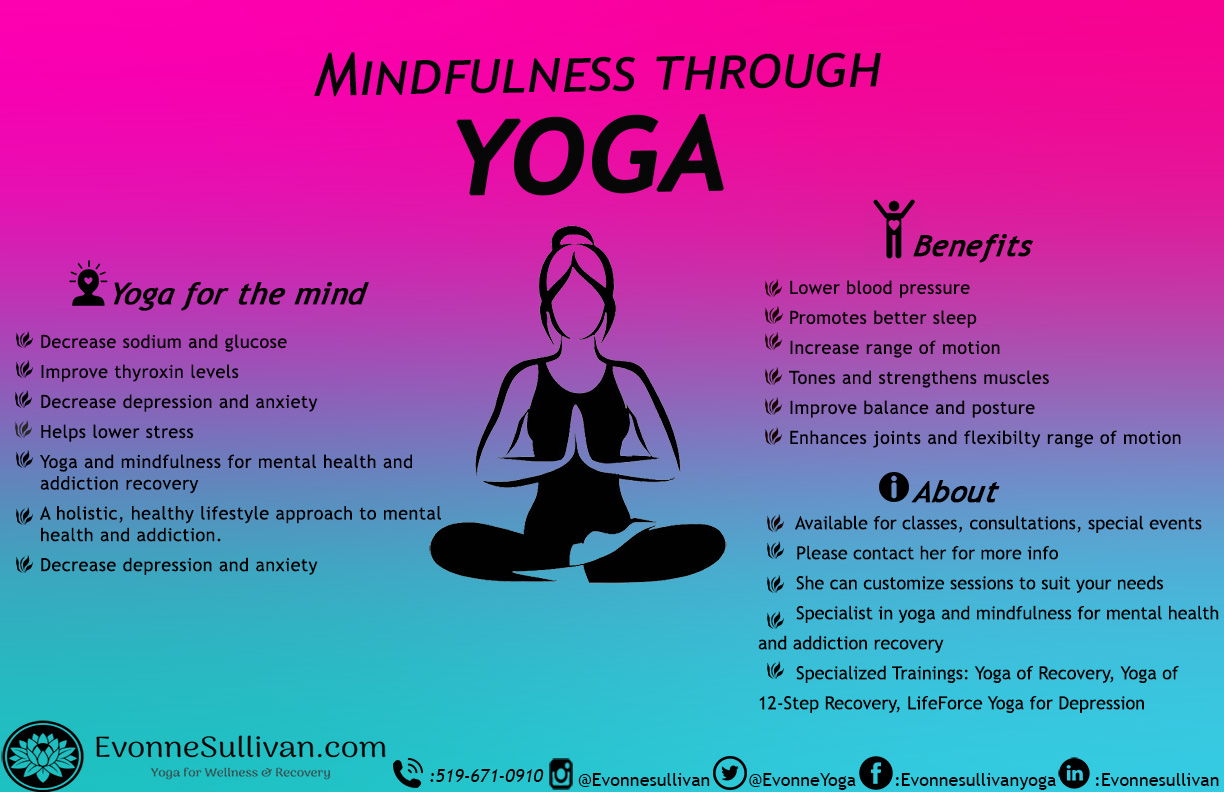 MINDFULNESS THROUGH
YOGA
Yoga for the mind
Decrease sodium and glucose
Improve thyroxin levels
Decrease depression and anxiety
Helps lower stress
Yoga and mindfulness for mental health and
addiction recovery
A holistic, healthy lifestyle approach to mental
health and addiction.
Decrease depression and anxiety
Benefits
Lower blood pressure
Promotes better sleep
Increase range of motion
Tones and strengthens muscles
Improve balance and posture
Enhances joints and flexibilty range of motion
About
Available for classes, consultations, special events
Please contact her for more info
She can customize sessions to suit your needs
Specialist in yoga and mindfulness for mental health
and addiction recovery
Specialized Trainings: Yoga of Recovery, Yoga of
12-Step Recovery, LifeForce Yoga for Depression
EvonneSullivan.com
Yoga for Wellness & Recovery
:519-671-0910 @Evonnesullivan @EvonneYoga :Evonnesullivanyoga :Evonnesullivan